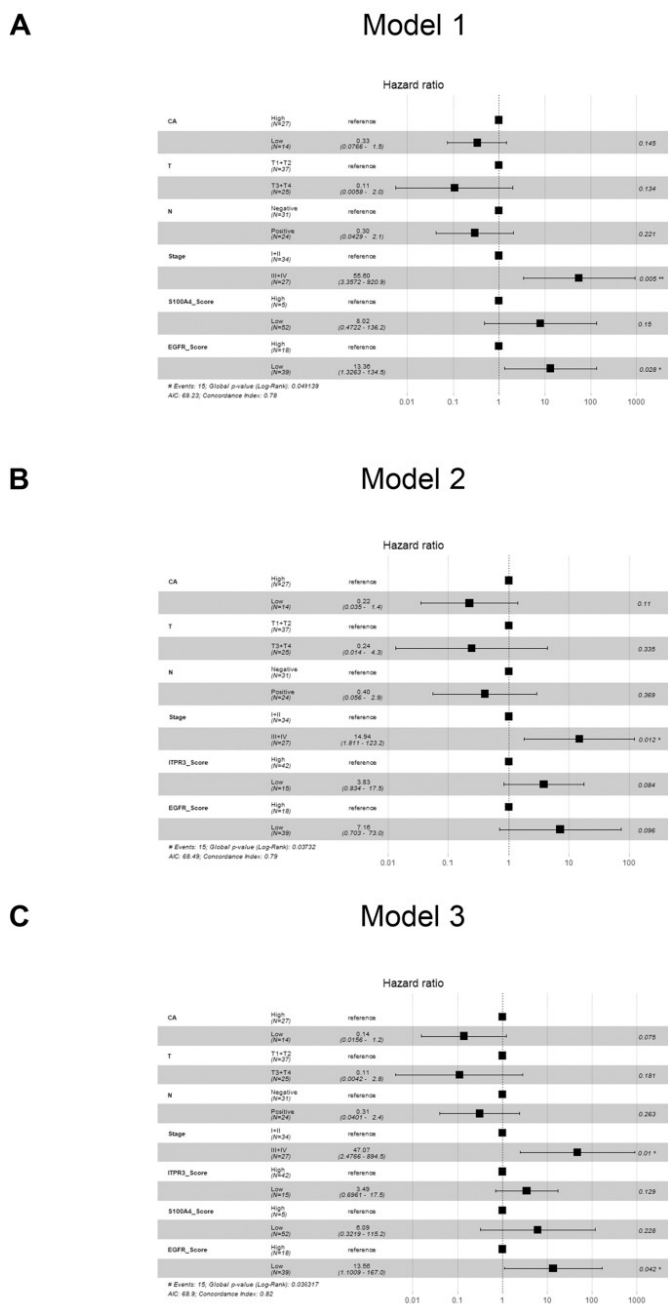 A
Model 1
Hazard ratio
CA High (N=27) reference
Low (N=14) 0.33 (0.0766 - 1.5) 0.145
T T1+T2 (N=37) reference
T3+T4 (N=25) 0.11 (0.0058 - 2.0) 0.134
N Negative (N=31) reference
Positive (N=24) 0.30 (0.0429 - 2.1) 0.221
Stage I+II (N=34) reference
III+IV (N=27) 55.60 (3.3572 - 920.9) 0.005 **
S100A4_Score High (N=5) reference
Low (N=52) 8.02 (0.4722 - 136.2) 0.15
EGFR_Score High (N=18) reference
Low (N=39) 13.36 (1.3263 - 134.5) 0.028 *
# Events: 15; Global p-value (Log-Rank): 0.049139
AIC: 69.23; Concordance Index: 0.78
0.01 0.1 1 10 100 1000
B
Model 2
Hazard ratio
CA High (N=27) reference
Low (N=14) 0.22 (0.035 - 1.4) 0.11
T T1+T2 (N=37) reference
T3+T4 (N=25) 0.24 (0.014 - 4.3) 0.335
N Negative (N=31) reference
Positive (N=24) 0.40 (0.056 - 2.9) 0.369
Stage I+II (N=34) reference
III+IV (N=27) 14.94 (1.811 - 123.2) 0.012 *
ITPR3_Score High (N=42) reference
Low (N=15) 3.83 (0.834 - 17.5) 0.084
EGFR_Score High (N=18) reference
Low (N=39) 7.16 (0.703 - 73.0) 0.096
# Events: 15; Global p-value (Log-Rank): 0.03732
AIC: 68.49; Concordance Index: 0.79
0.01 0.1 1 10 100
C
Model 3
Hazard ratio
CA High (N=27) reference
Low (N=14) 0.14 (0.0156 - 1.2) 0.075
T T1+T2 (N=37) reference
T3+T4 (N=25) 0.11 (0.0042 - 2.8) 0.181
N Negative (N=31) reference
Positive (N=24) 0.31 (0.0401 - 2.4) 0.263
Stage I+II (N=34) reference
III+IV (N=27) 47.07 (2.4766 - 894.5) 0.01 *
ITPR3_Score High (N=42) reference
Low (N=15) 3.49 (0.6961 - 17.5) 0.129
S100A4_Score High (N=5) reference
Low (N=52) 6.09 (0.3219 - 115.2) 0.228
EGFR_Score High (N=18) reference
Low (N=39) 13.56 (1.1009 - 167.0) 0.042 *
# Events: 15; Global p-value (Log-Rank): 0.036317
AIC: 68.9; Concordance Index: 0.82
0.01 0.1 1 10 100 1000